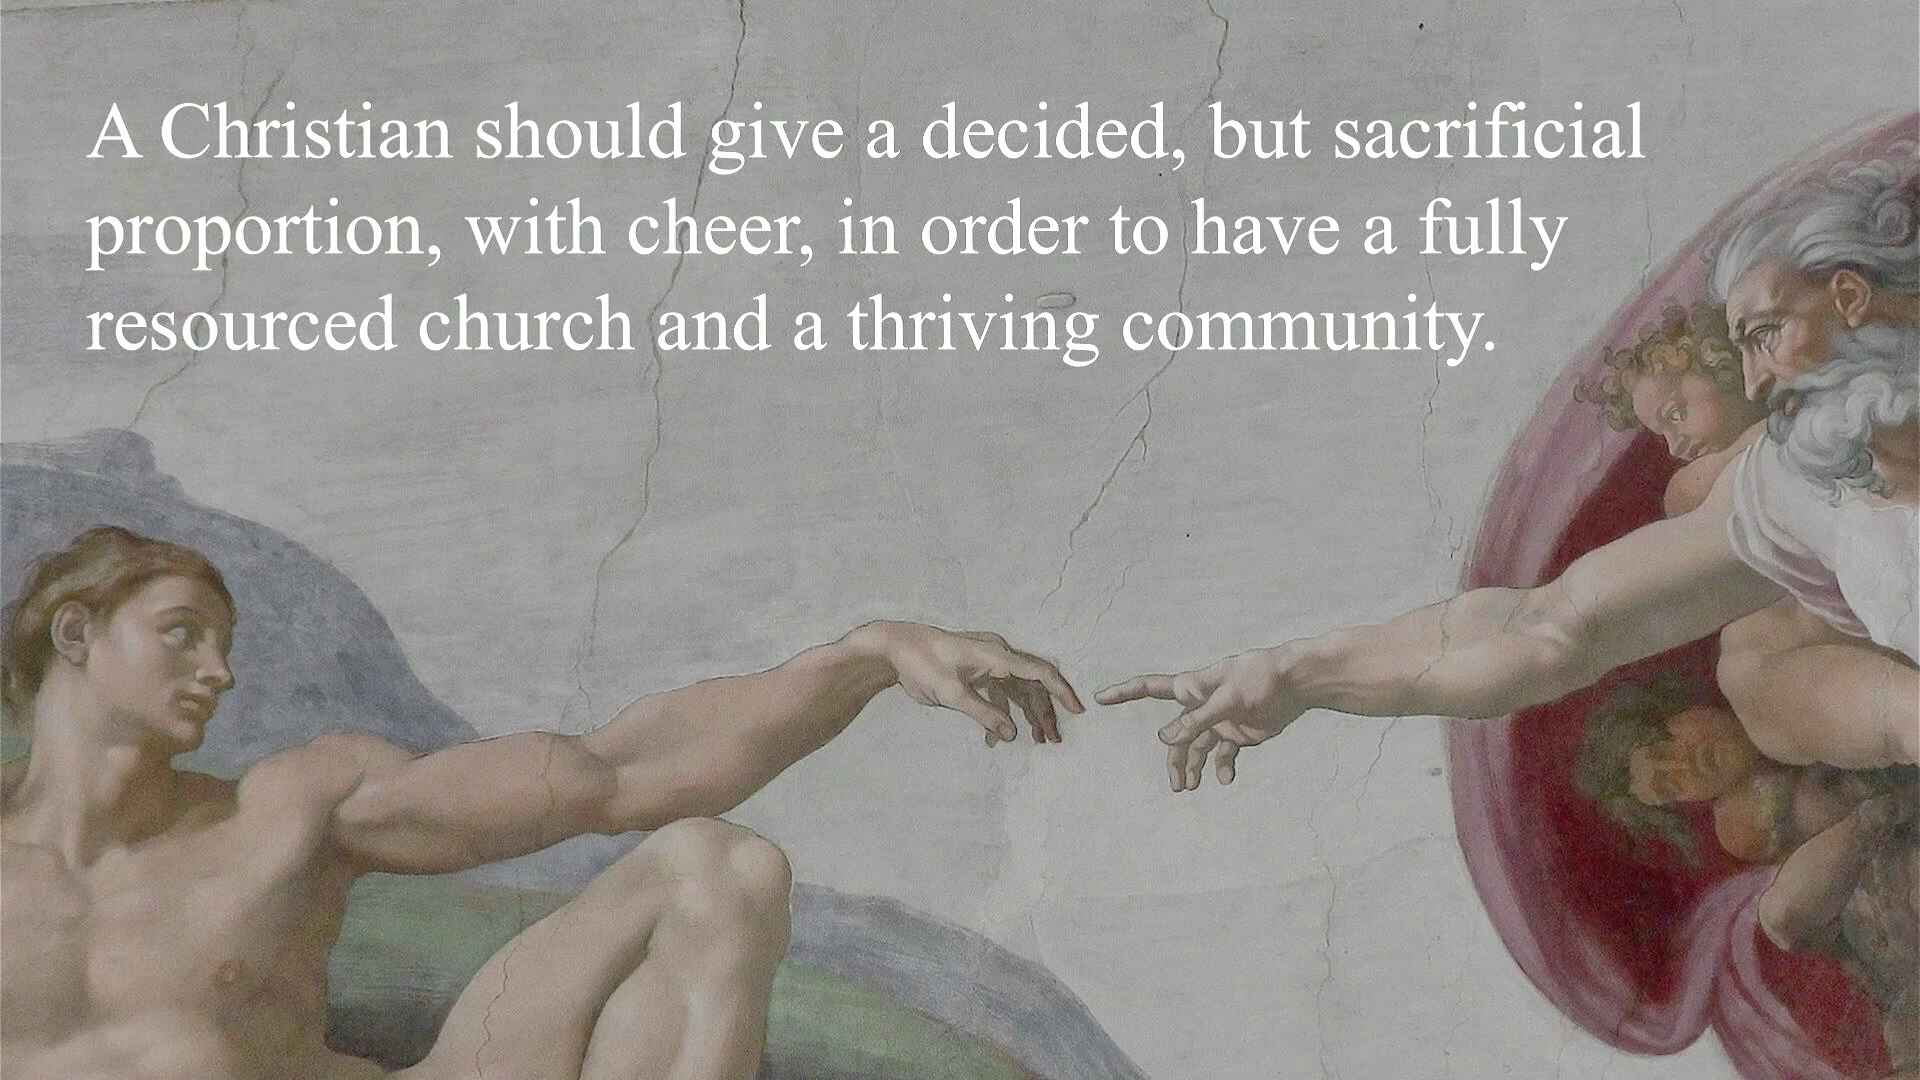 A Christian should give a decided, but sacrificial
proportion, with cheer, in order to have a fully
resourced church and a thriving community.